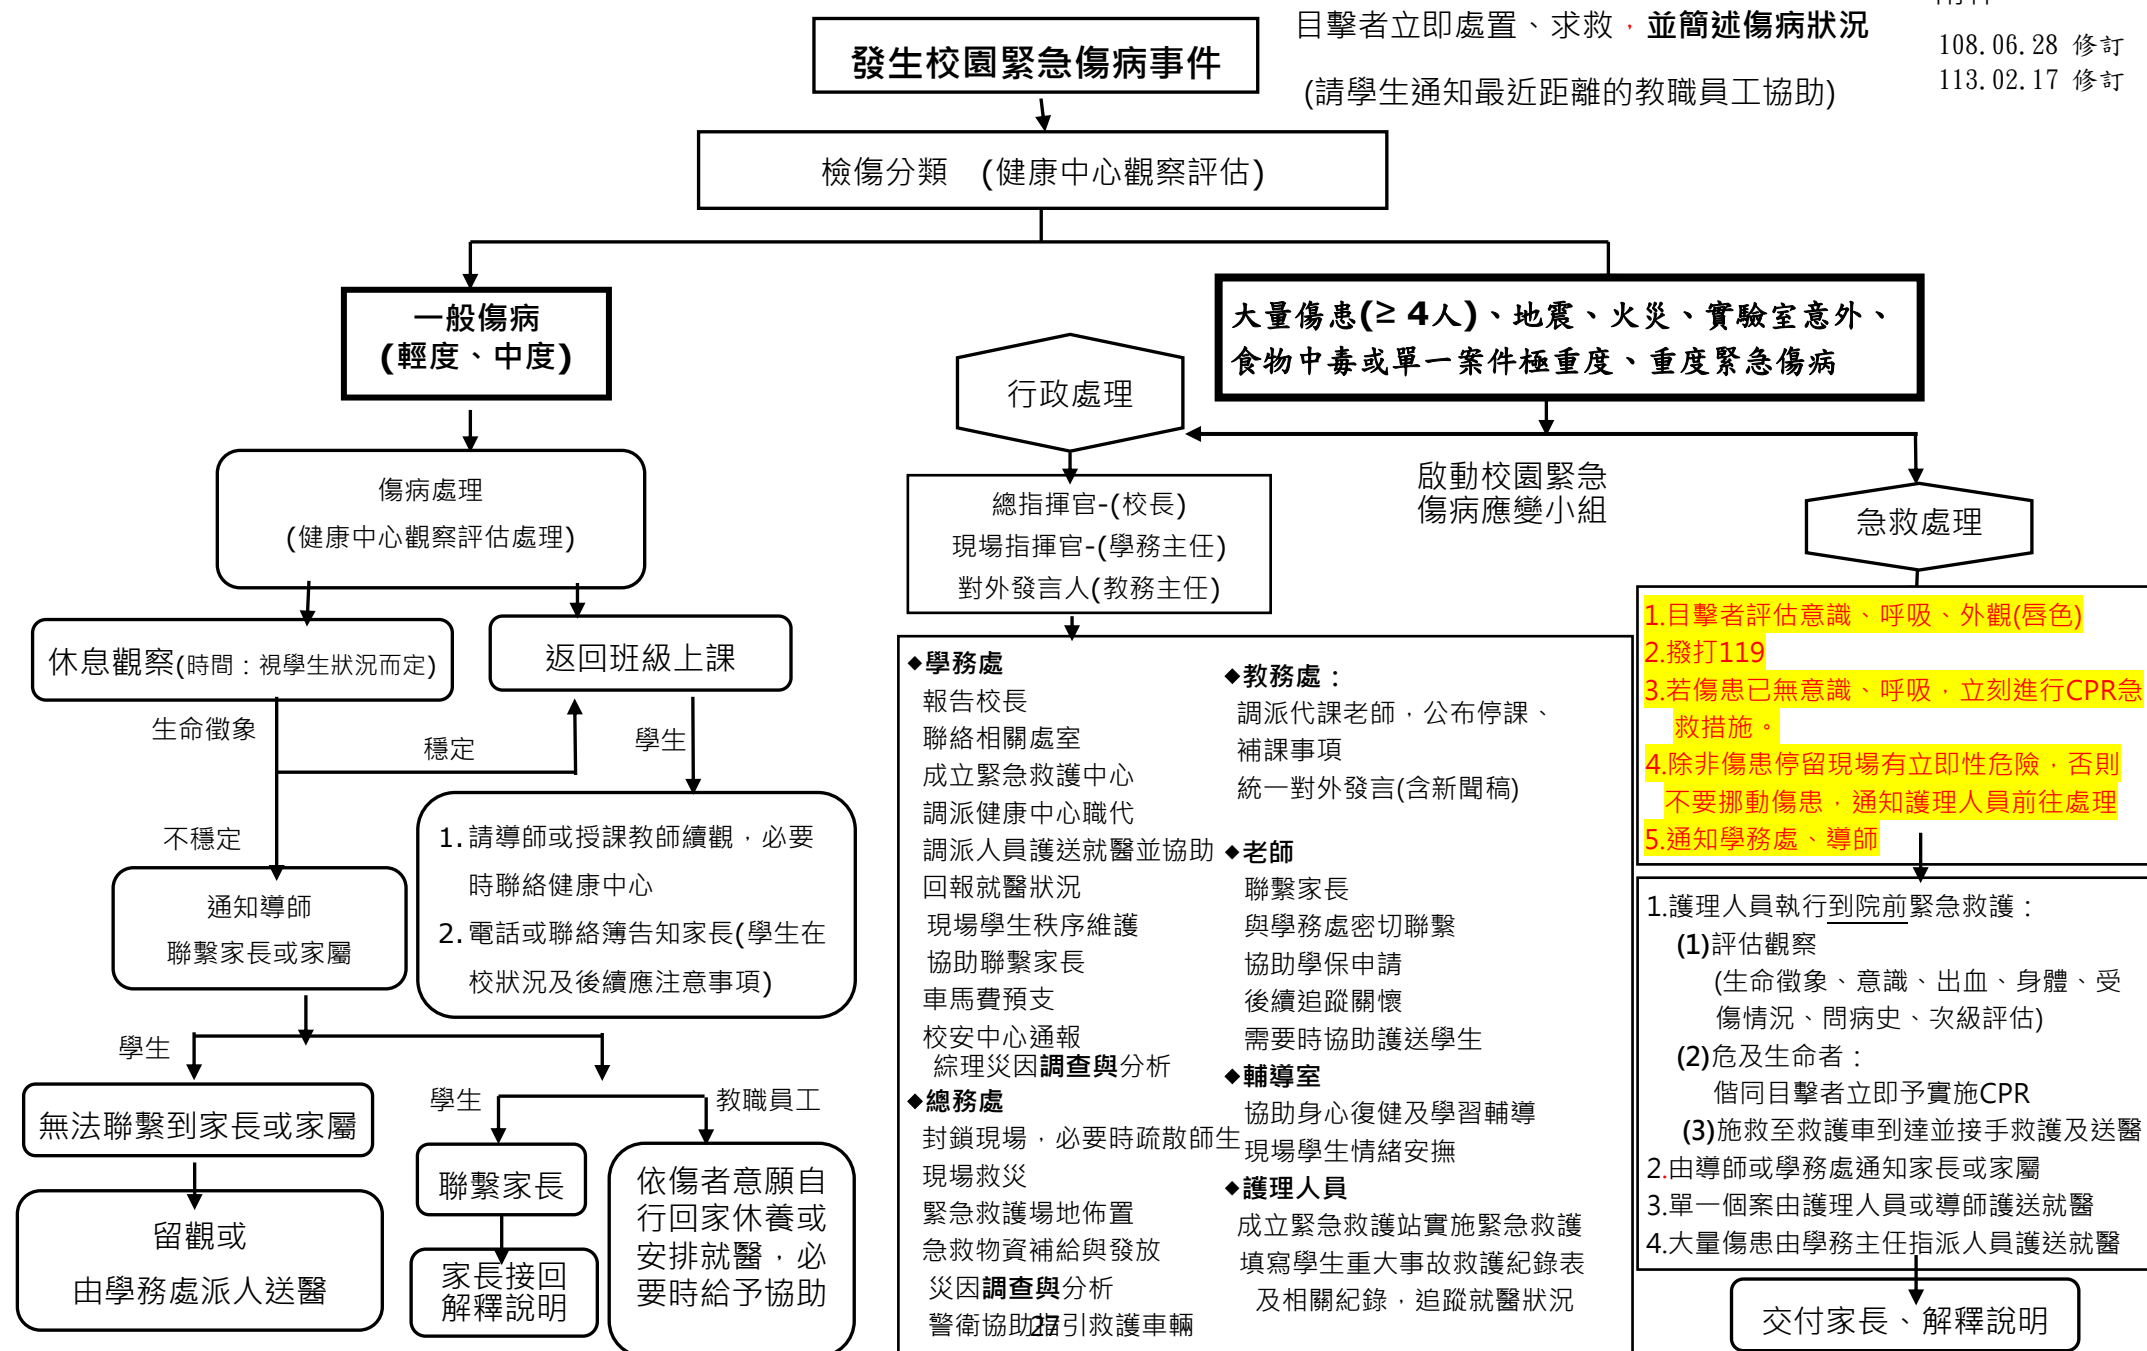 目擊者立即處置、求救，並簡述傷病狀況
(請學生通知最近距離的教職員工協助)
108.06.28 修訂
113.02.17 修訂
發生校園緊急傷病事件
檢傷分類 (健康中心觀察評估)
一般傷病
(輕度、中度)
大量傷患(≥ 4人)、地震、火災、實驗室意外、
食物中毒或單一案件極重度、重度緊急傷病
傷病處理
(健康中心觀察評估處理)
休息觀察(時間：視學生狀況而定)
返回班級上課
生命徵象
穩定
學生
不穩定
1. 請導師或授課教師續觀，必要
時聯絡健康中心
2. 電話或聯絡簿告知家長(學生在
校狀況及後續應注意事項)
通知導師
聯繫家長或家屬
學生
無法聯繫到家長或家屬
留觀或
由學務處派人送醫
學生
教職員工
聯繫家長
家長接回
解釋說明
依傷者意願自
行回家休養或
安排就醫，必
要時給予協助
行政處理
啟動校園緊急
傷病應變小組
急救處理
總指揮官-(校長)
現場指揮官-(學務主任)
對外發言人(教務主任)
◆學務處
報告校長
聯絡相關處室
成立緊急救護中心
調派健康中心職代
調派人員護送就醫並協助
回報就醫狀況
現場學生秩序維護
協助聯繫家長
車馬費預支
校安中心通報
綜理災因調查與分析
◆總務處
封鎖現場，必要時疏散師生
現場救災
緊急救護場地佈置
急救物資補給與發放
災因調查與分析
警衛協助指引救護車輛
27
◆教務處：
調派代課老師，公布停課、
補課事項
統一對外發言(含新聞稿)
◆老師
聯繫家長
與學務處密切聯繫
協助學保申請
後續追蹤關懷
需要時協助護送學生
◆輔導室
協助身心復健及學習輔導
現場學生情緒安撫
◆護理人員
成立緊急救護站實施緊急救護
填寫學生重大事故救護紀錄表
及相關紀錄，追蹤就醫狀況
1.目擊者評估意識、呼吸、外觀(唇色)
2.撥打119
3.若傷患已無意識、呼吸，立刻進行CPR急
救措施。
4.除非傷患停留現場有立即性危險，否則
不要挪動傷患，通知護理人員前往處理
5.通知學務處、導師
1.護理人員執行到院前緊急救護：
(1)評估觀察
(生命徵象、意識、出血、身體、受
傷情況、問病史、次級評估)
(2)危及生命者：
偕同目擊者立即予實施CPR
(3)施救至救護車到達並接手救護及送醫
2.由導師或學務處通知家長或家屬
3.單一個案由護理人員或導師護送就醫
4.大量傷患由學務主任指派人員護送就醫
交付家長、解釋說明